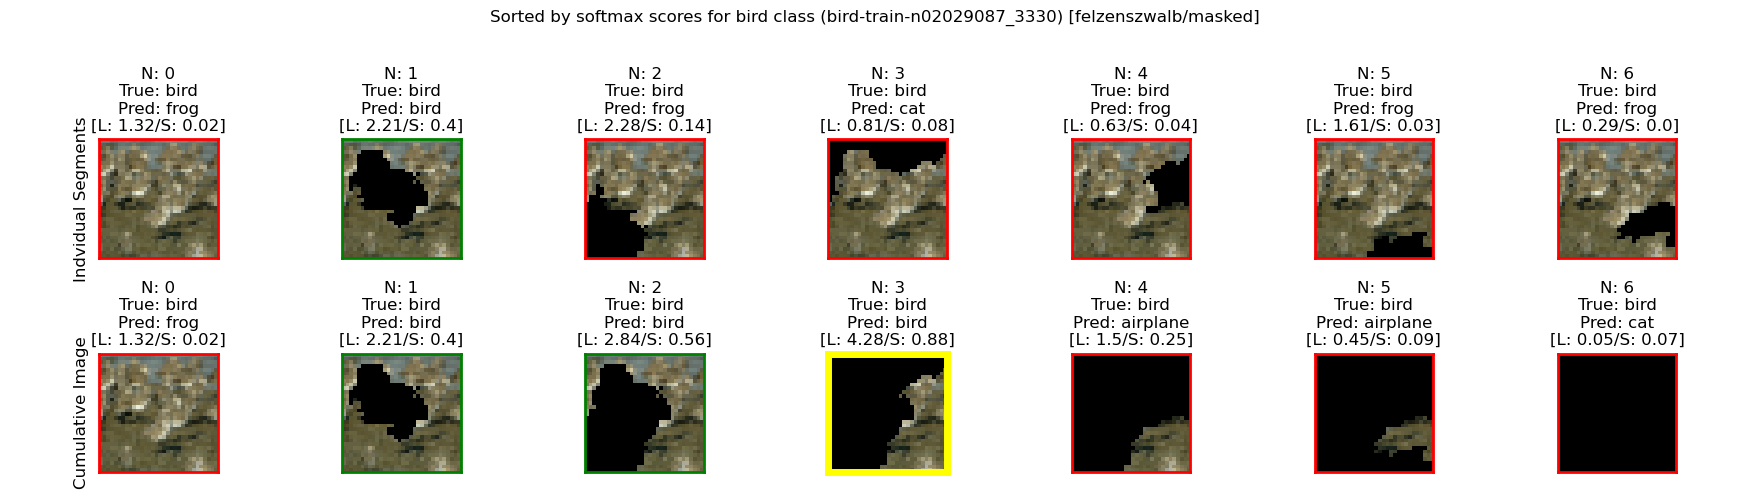 Sorted by softmax scores for bird class (bird-train-n02029087_3330) [felzenszwalb/masked]
Indvidual Segments
N: 0
True: bird
Pred: frog
[L: 1.32/S: 0.02]
N: 1
True: bird
Pred: bird
[L: 2.21/S: 0.4]
N: 2
True: bird
Pred: frog
[L: 2.28/S: 0.14]
N: 3
True: bird
Pred: cat
[L: 0.81/S: 0.08]
N: 4
True: bird
Pred: frog
[L: 0.63/S: 0.04]
N: 5
True: bird
Pred: frog
[L: 1.61/S: 0.03]
N: 6
True: bird
Pred: frog
[L: 0.29/S: 0.0]
Cumulative Image
N: 0
True: bird
Pred: frog
[L: 1.32/S: 0.02]
N: 1
True: bird
Pred: bird
[L: 2.21/S: 0.4]
N: 2
True: bird
Pred: bird
[L: 2.84/S: 0.56]
N: 3
True: bird
Pred: bird
[L: 4.28/S: 0.88]
N: 4
True: bird
Pred: airplane
[L: 1.5/S: 0.25]
N: 5
True: bird
Pred: airplane
[L: 0.45/S: 0.09]
N: 6
True: bird
Pred: cat
[L: 0.05/S: 0.07]